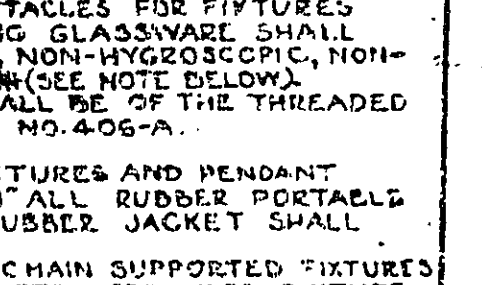 TACLES FOR FIXTURES
NG GLASSWARE SHALL
, NON-HYGROSCOPIC, NON-
(SEE NOTE BELOW)
ALL BE OF THE THREADED
NO. 406-A.
TURES AND PENDANT
ALL RUBBER PORTABLE
UBBER JACKET SHALL
CHAIN SUPPORTED FIXTURES